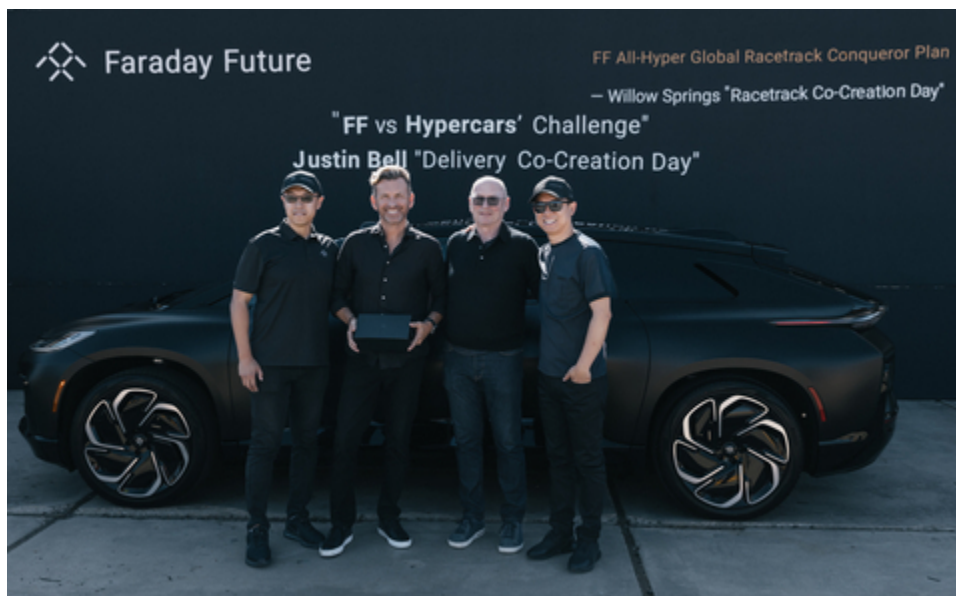 Faraday Future
FF All-Hyper Global Racetrack Conqueror Plan
— Willow Springs "Racetrack Co-Creation Day"
"FF vs Hypercars' Challenge"
Justin Bell "Delivery Co-Creation Day"